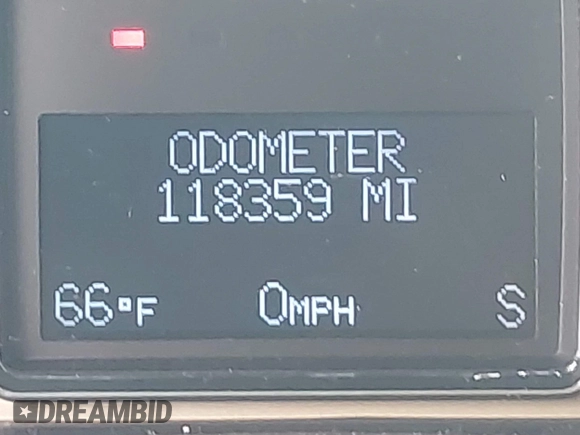 ODOMETER
118359 MI
66°F 0MPH S
DREAMBID